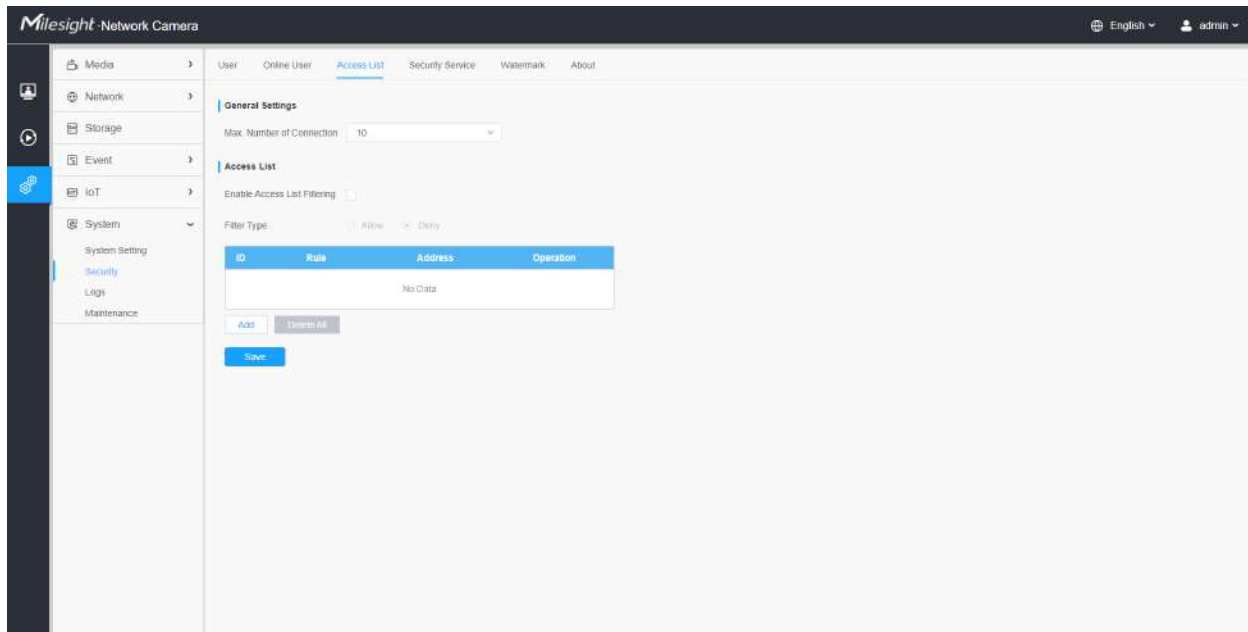 Milesight Network Camera
English
admin
Media
Network
Storage
Event
IoT
System
System Setting
Security
Logs
Maintenance
User Online User Access List Security Service Watermark About
General Settings
Max. Number of Connection 10
Access List
Enable Access List Filtering
Filter Type Allow Deny
ID Rule Address Operation
No Data
Add Delete All
Save